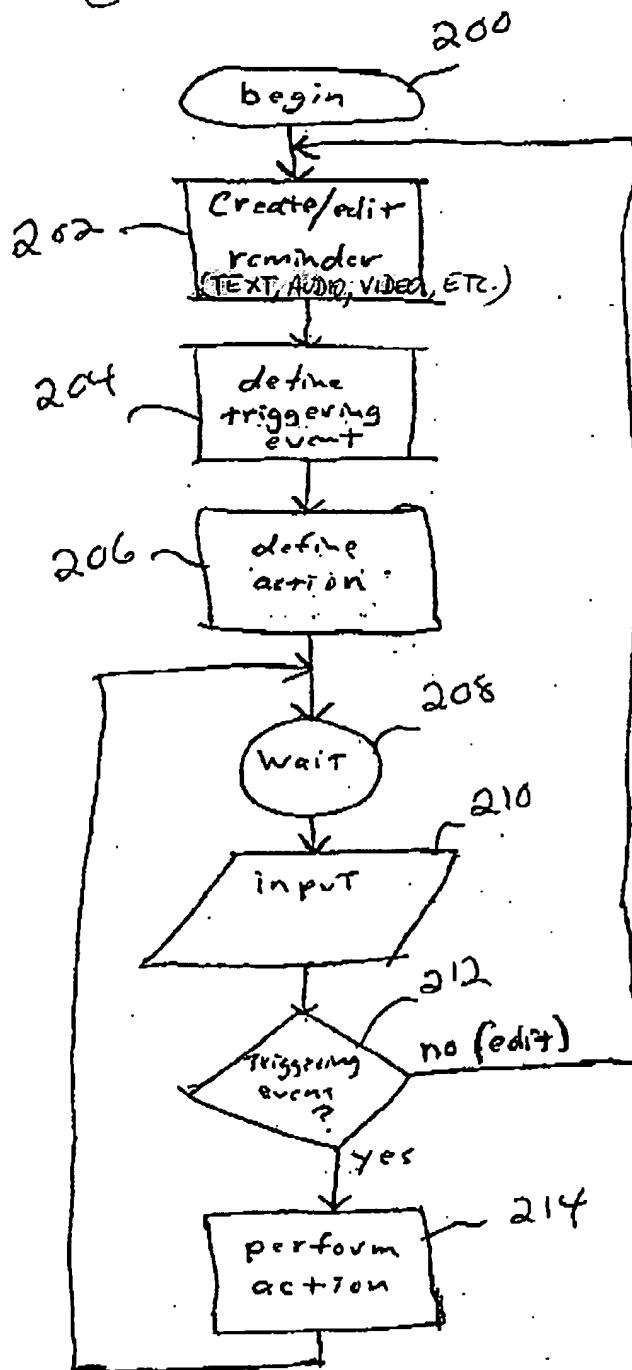 200
begin
202
Create/edit
reminder
(TEXT, AUDIO, VIDEO, ETC.)
204
define
triggering
event
206
define
action
208
wait
210
input
212
Triggering
event
?
no (edit)
yes
214
perform
action